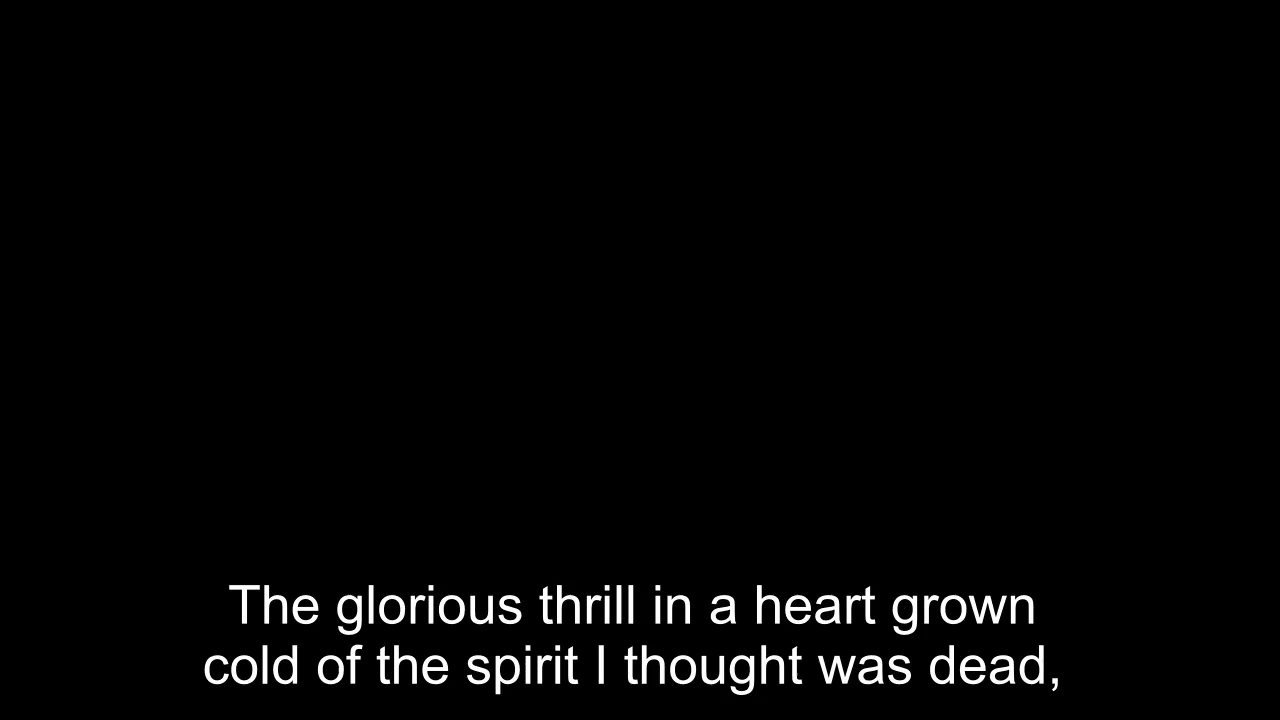 The glorious thrill in a heart grown
cold of the spirit I thought was dead,